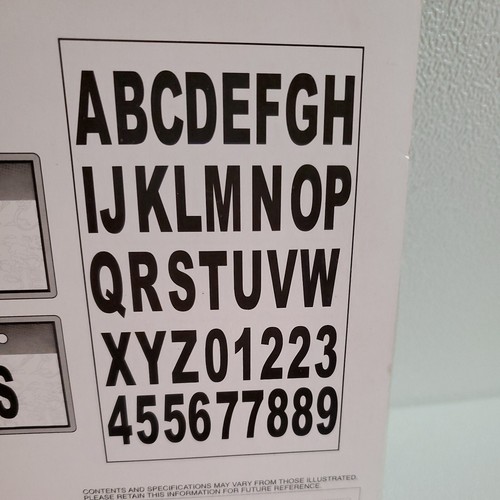 ABCDEFGH
IJKLMNOP
QRSTUVW
XYZ01223
455677889
S
CONTENTS AND SPECIFICATIONS MAY VARY FROM THOSE ILLUSTRATED.
PLEASE RETAIN THIS INFORMATION FOR FUTURE REFERENCE.